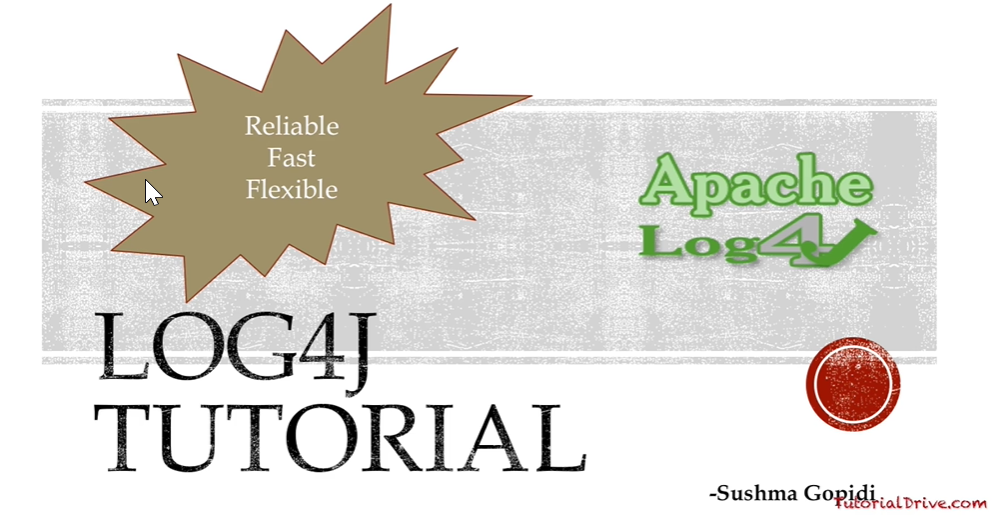 Reliable
Fast
Flexible
Apache
Log4J
LOG4J
TUTORIAL
-Sushma Gopidi
TutorialDrive.com